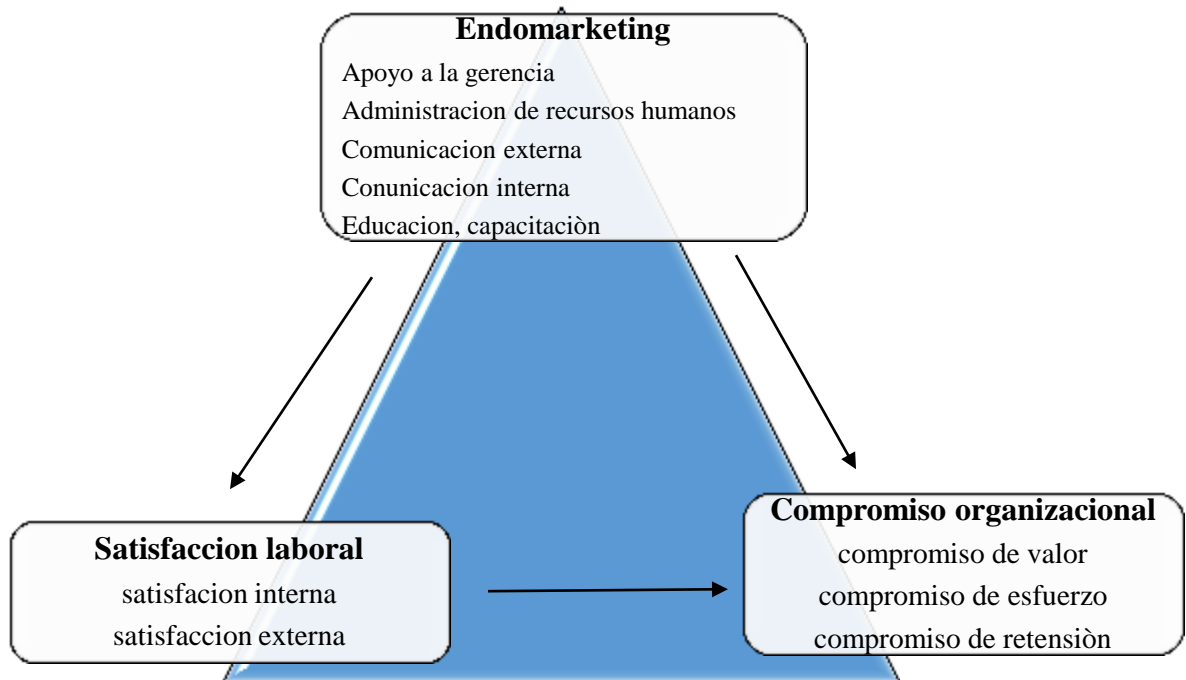 Endomarketing
Apoyo a la gerencia
Administracion de recursos humanos
Comunicacion externa
Conunicacion interna
Educacion, capacitaciòn
Satisfaccion laboral
satisfacion interna
satisfaccion externa
Compromiso organizacional
compromiso de valor
compromiso de esfuerzo
compromiso de retensiòn